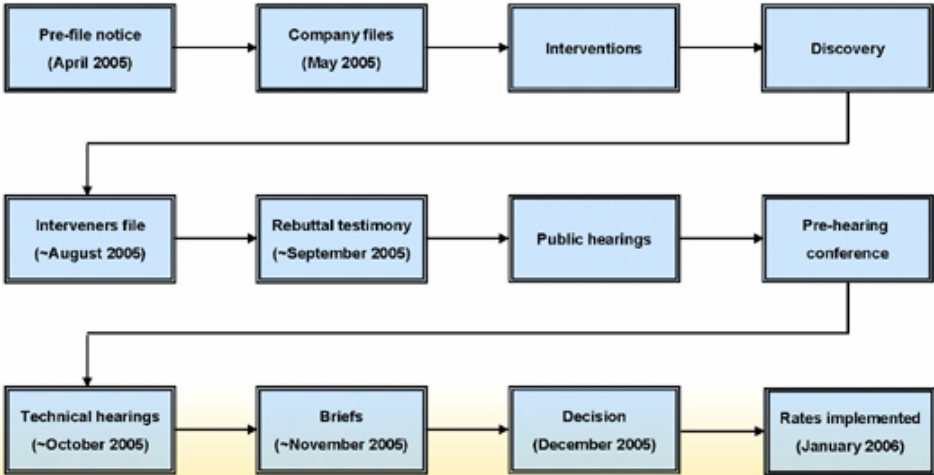 Pre-file notice
(April 2005)
Company files
(May 2005)
Interventions
Discovery
Interveners file
(~August 2005)
Rebuttal testimony
(~September 2005)
Public hearings
Pre-hearing
conference
Technical hearings
(~October 2005)
Briefs
(~November 2005)
Decision
(December 2005)
Rates implemented
(January 2006)